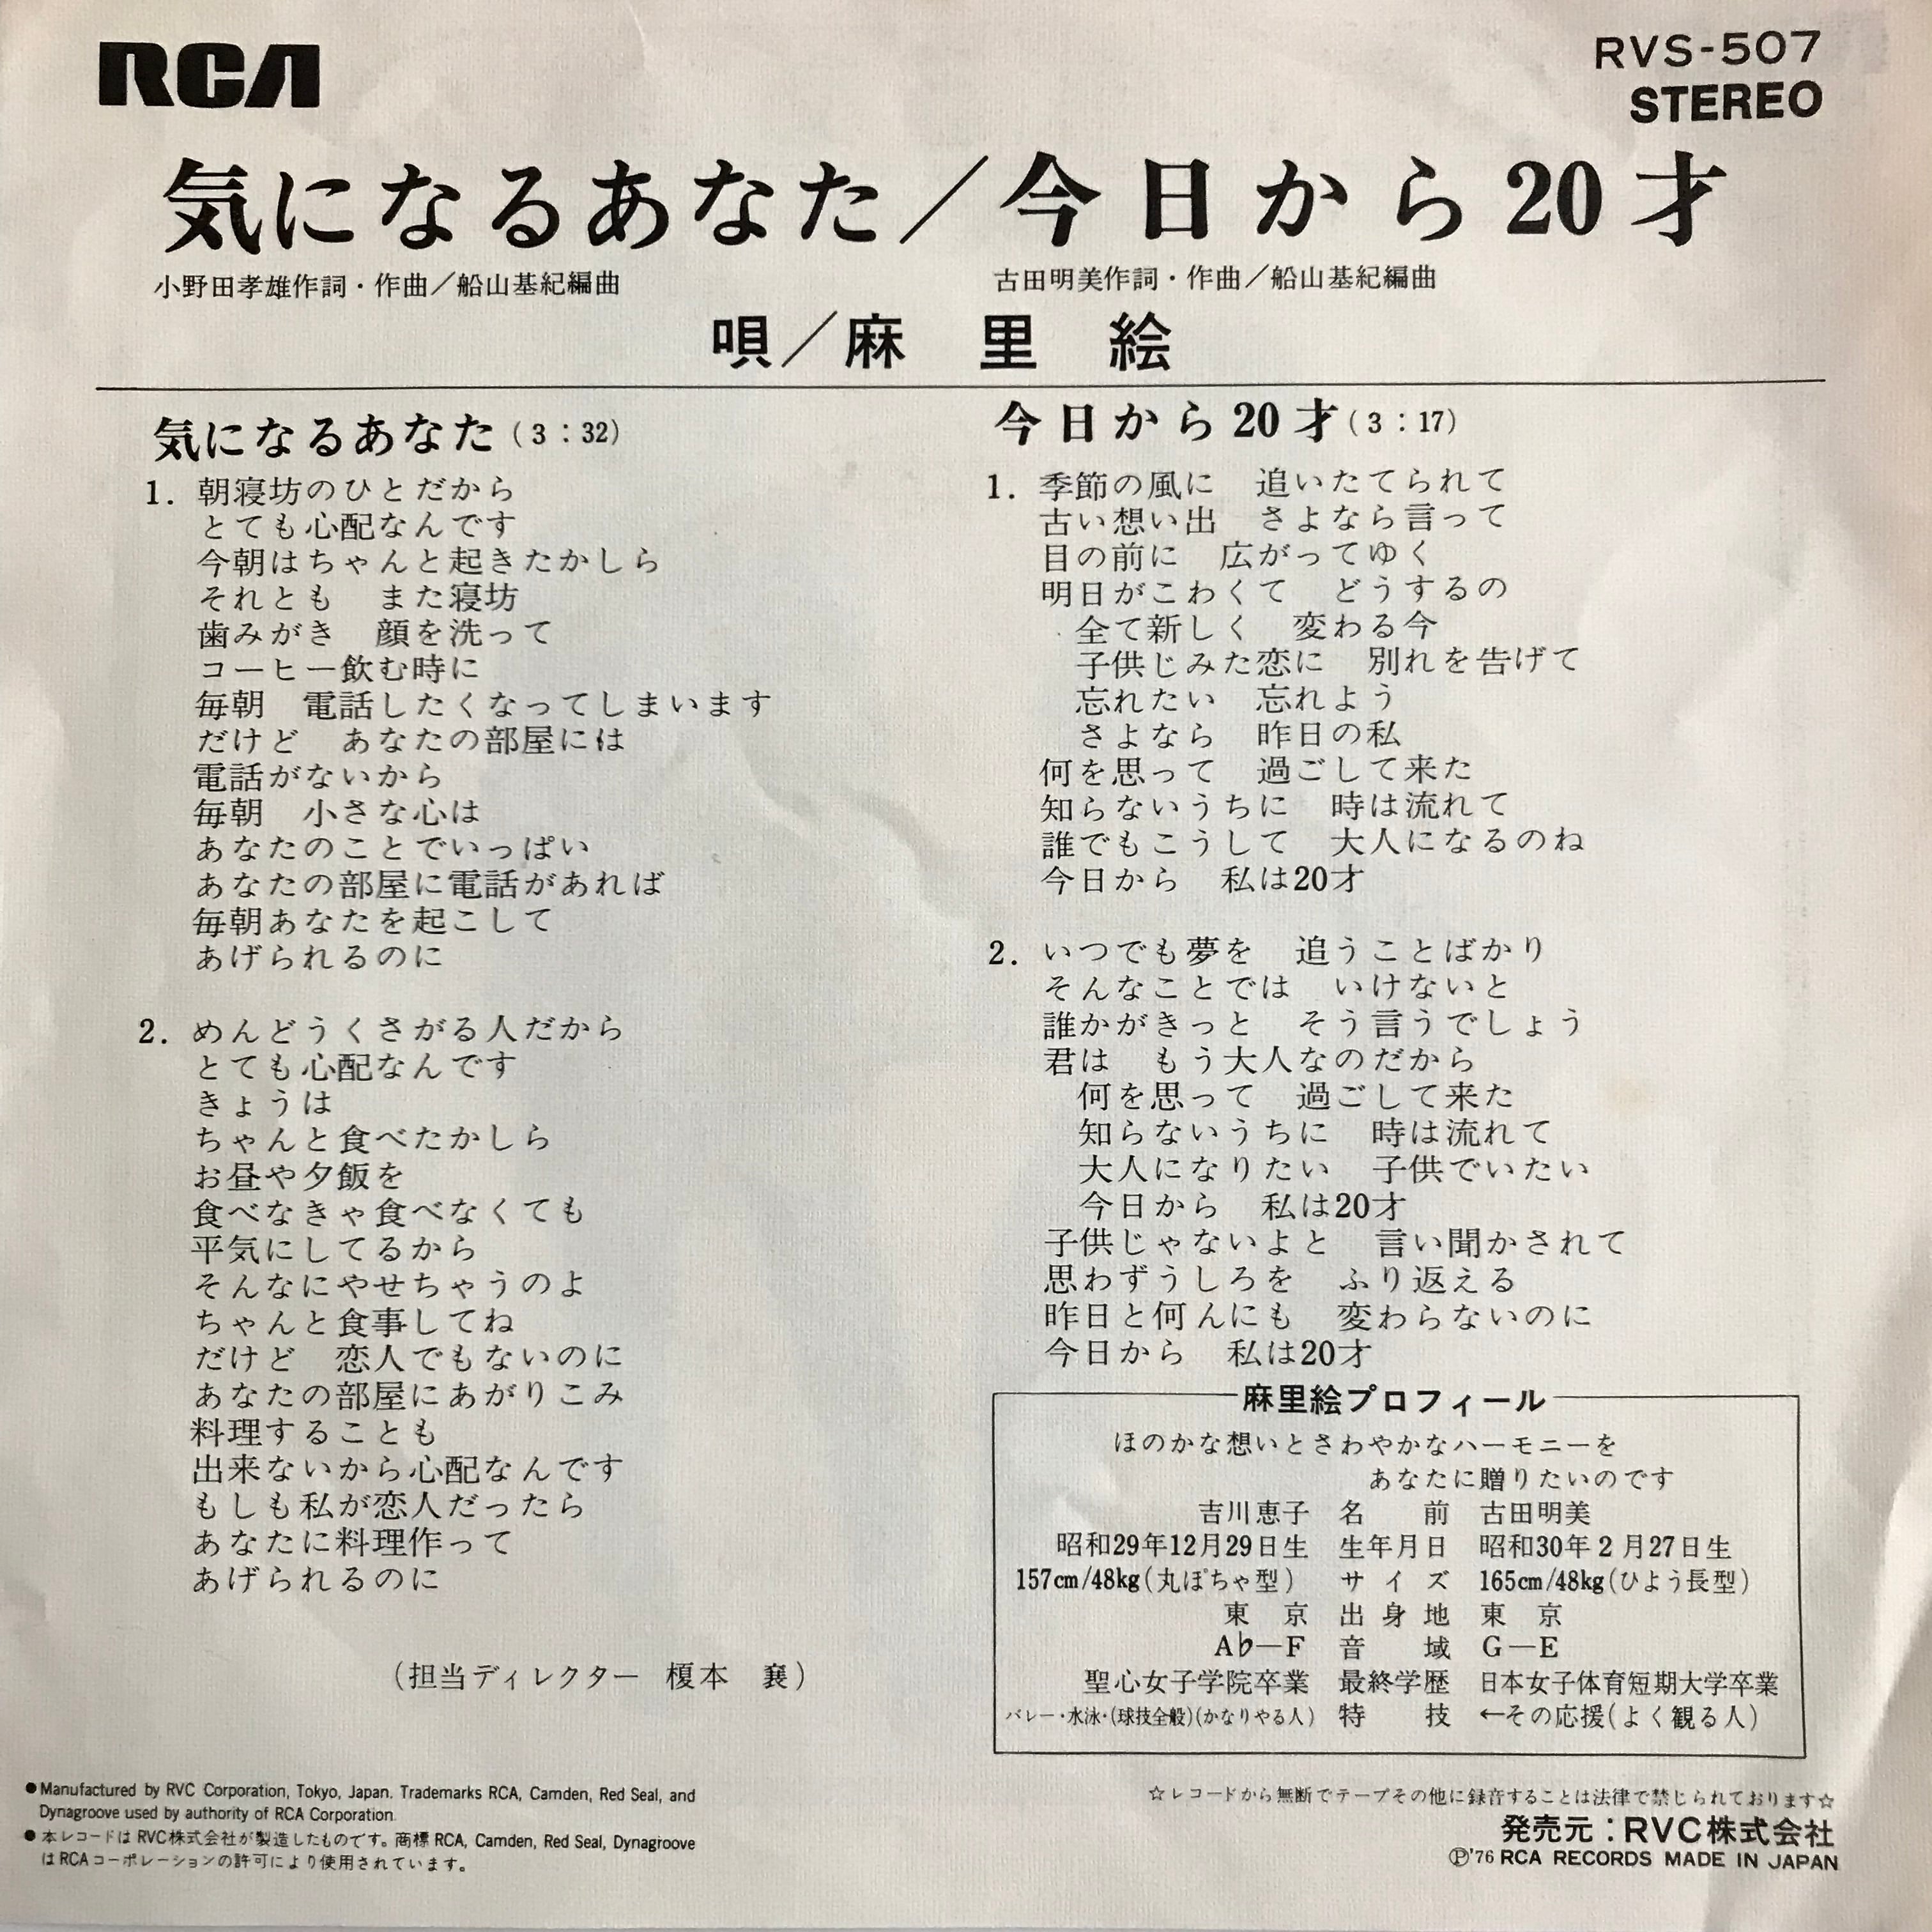 RCA
RVS-507
STEREO
気になるあなた／今日から20才
小野田孝雄作詞・作曲／船山基紀編曲
古田明美作詞・作曲／船山基紀編曲
唄／麻里絵
気になるあなた（3：32）
1. 朝寝坊のひとだから
とても心配なんです
今朝はちゃんと起きたかしら
それとも　また寝坊
歯みがき　顔を洗って
コーヒー飲む時に
毎朝　電話したくなってしまいます
だけど　あなたの部屋には
電話がないから
毎朝　小さな心は
あなたのことでいっぱい
あなたの部屋に電話があれば
毎朝あなたを起こして
あげられるのに
2. めんどうくさがる人だから
とても心配なんです
きょうは
ちゃんと食べたかしら
お昼や夕飯を
食べなきゃ食べなくても
平気にしてるから
そんなにやせちゃうのよ
ちゃんと食事してね
だけど　恋人でもないのに
あなたの部屋にあがりこみ
料理することも
出来ないから心配なんです
もしも私が恋人だったら
あなたに料理作って
あげられるのに
（担当ディレクター　榎本　襄）
今日から20才（3：17）
1. 季節の風に　追いたてられて
古い想い出　さよなら言って
目の前に　広がってゆく
明日がこわくて　どうするの
全て新しく　変わる今
子供じみた恋に　別れを告げて
忘れたい　忘れよう
さよなら　昨日の私
何を思って　過ごして来た
知らないうちに　時は流れて
誰でもこうして　大人になるのね
今日から　私は20才
2. いつでも夢を　追うことばかり
そんなことでは　いけないと
誰かがきっと　そう言うでしょう
君は　もう大人なのだから
何を思って　過ごして来た
知らないうちに　時は流れて
大人になりたい　子供でいたい
今日から　私は20才
子供じゃないよと　言い聞かされて
思わずうしろを　ふり返える
昨日と何んにも　変わらないのに
今日から　私は20才
麻里絵プロフィール
ほのかな想いとさわやかなハーモニーを
あなたに贈りたいのです
吉川恵子　名前　古田明美
昭和29年12月29日生　生年月日　昭和30年2月27日生
157cm/48kg（丸ぽちゃ型）　サイズ　165cm/48kg（ひょう長型）
東京　出身地　東京
A♭—F　音域　G—E
聖心女子学院卒業　最終学歴　日本女子体育短期大学卒業
バレー・水泳・（球技全般）（かなりやる人）　特技　←その応援（よく観る人）
●Manufactured by RVC Corporation, Tokyo, Japan. Trademarks RCA, Camden, Red Seal, and
Dynagroove used by authority of RCA Corporation.
●本レコードはRVC株式会社が製造したものです。商標RCA, Camden, Red Seal, Dynagroove
はRCAコーポレーションの許可により使用されています。
☆レコードから無断でテープその他に録音することは法律で禁じられております☆
発売元：RVC株式会社
Ⓟ'76 RCA RECORDS MADE IN JAPAN